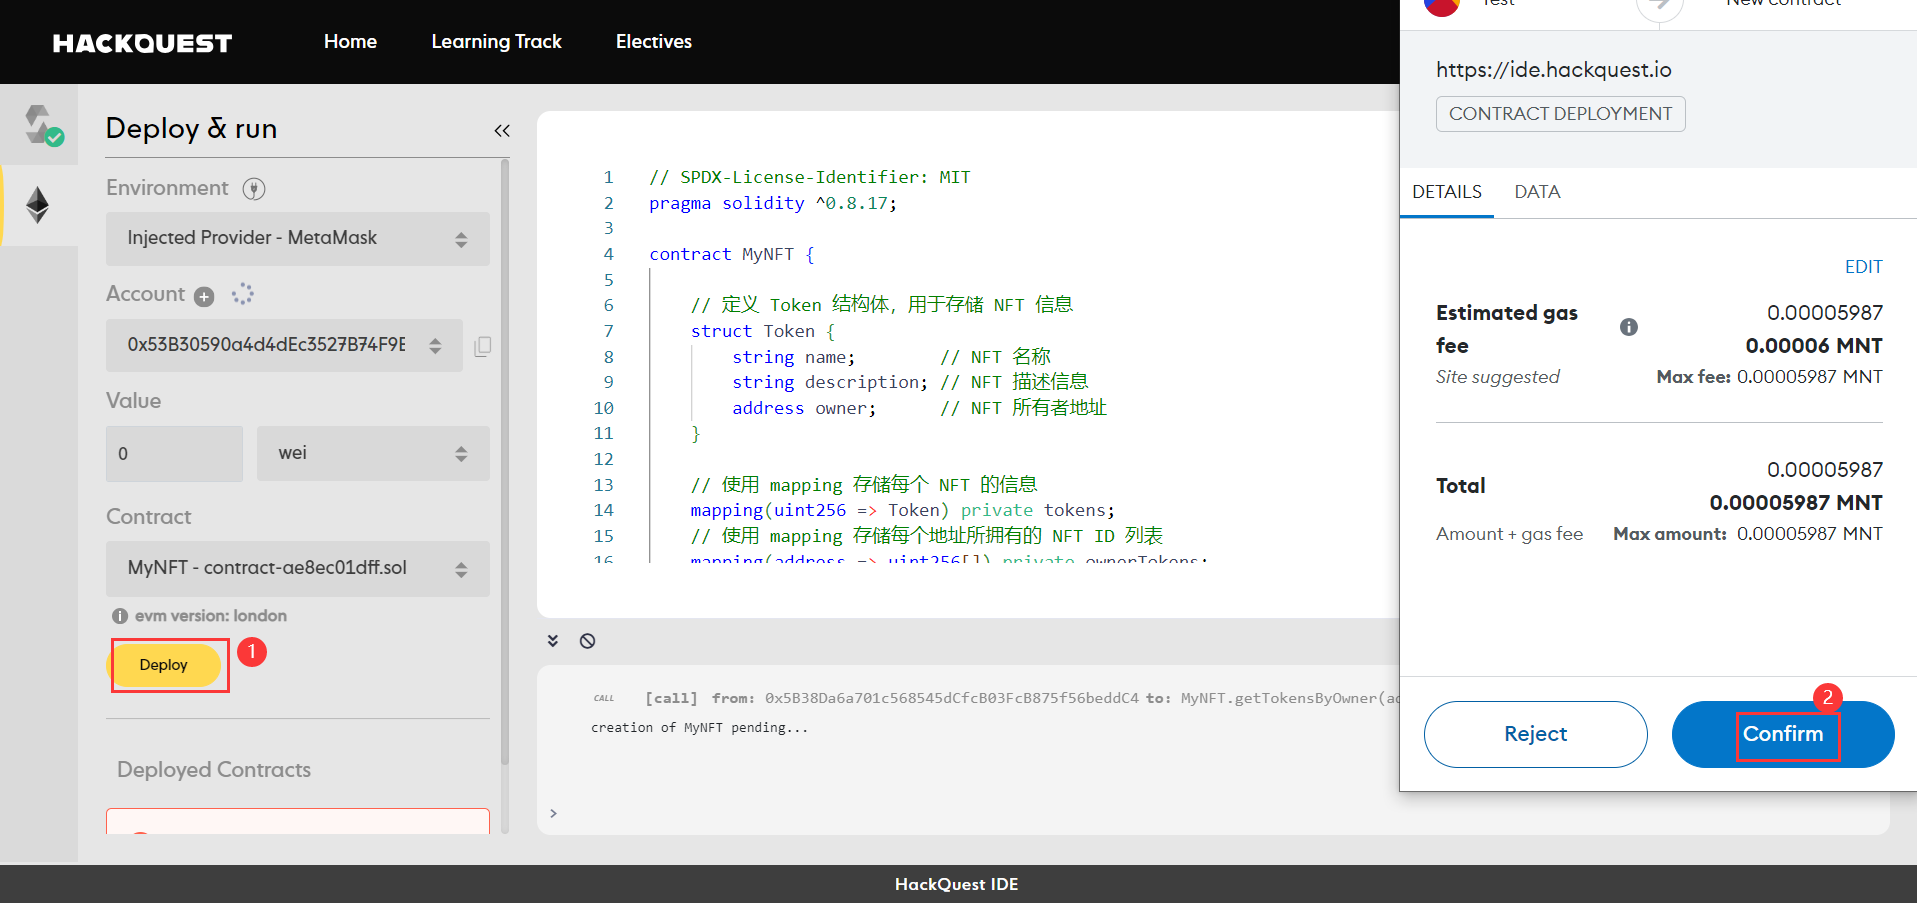 HACKQUEST
Home
Learning Track
Electives
Deploy & run
Environment
Injected Provider - MetaMask
Account
0x53B30590a4d4dEc3527B74F9E
Value
0
wei
Contract
MyNFT - contract-ae8ec01dff.sol
evm version: london
Deploy
1
Deployed Contracts
1 // SPDX-License-Identifier: MIT
2 pragma solidity ^0.8.17;
3
4 contract MyNFT {
5
6 // 定义 Token 结构体，用于存储 NFT 信息
7 struct Token {
8 string name; // NFT 名称
9 string description; // NFT 描述信息
10 address owner; // NFT 所有者地址
11 }
12
13 // 使用 mapping 存储每个 NFT 的信息
14 mapping(uint256 => Token) private tokens;
15 // 使用 mapping 存储每个地址所拥有的 NFT ID 列表
16 mapping(address => uint256[]) private ownerTokens;
CALL [call] from: 0x5B38Da6a701c568545dCfcB03FcB875f56beddC4 to: MyNFT.getTokensByOwner(ad
creation of MyNFT pending...
>
Test
New contract
https://ide.hackquest.io
CONTRACT DEPLOYMENT
DETAILS
DATA
EDIT
Estimated gas fee
0.00005987
0.00006 MNT
Site suggested
Max fee: 0.00005987 MNT
Total
0.00005987
0.00005987 MNT
Amount + gas fee
Max amount: 0.00005987 MNT
2
Reject
Confirm
HackQuest IDE